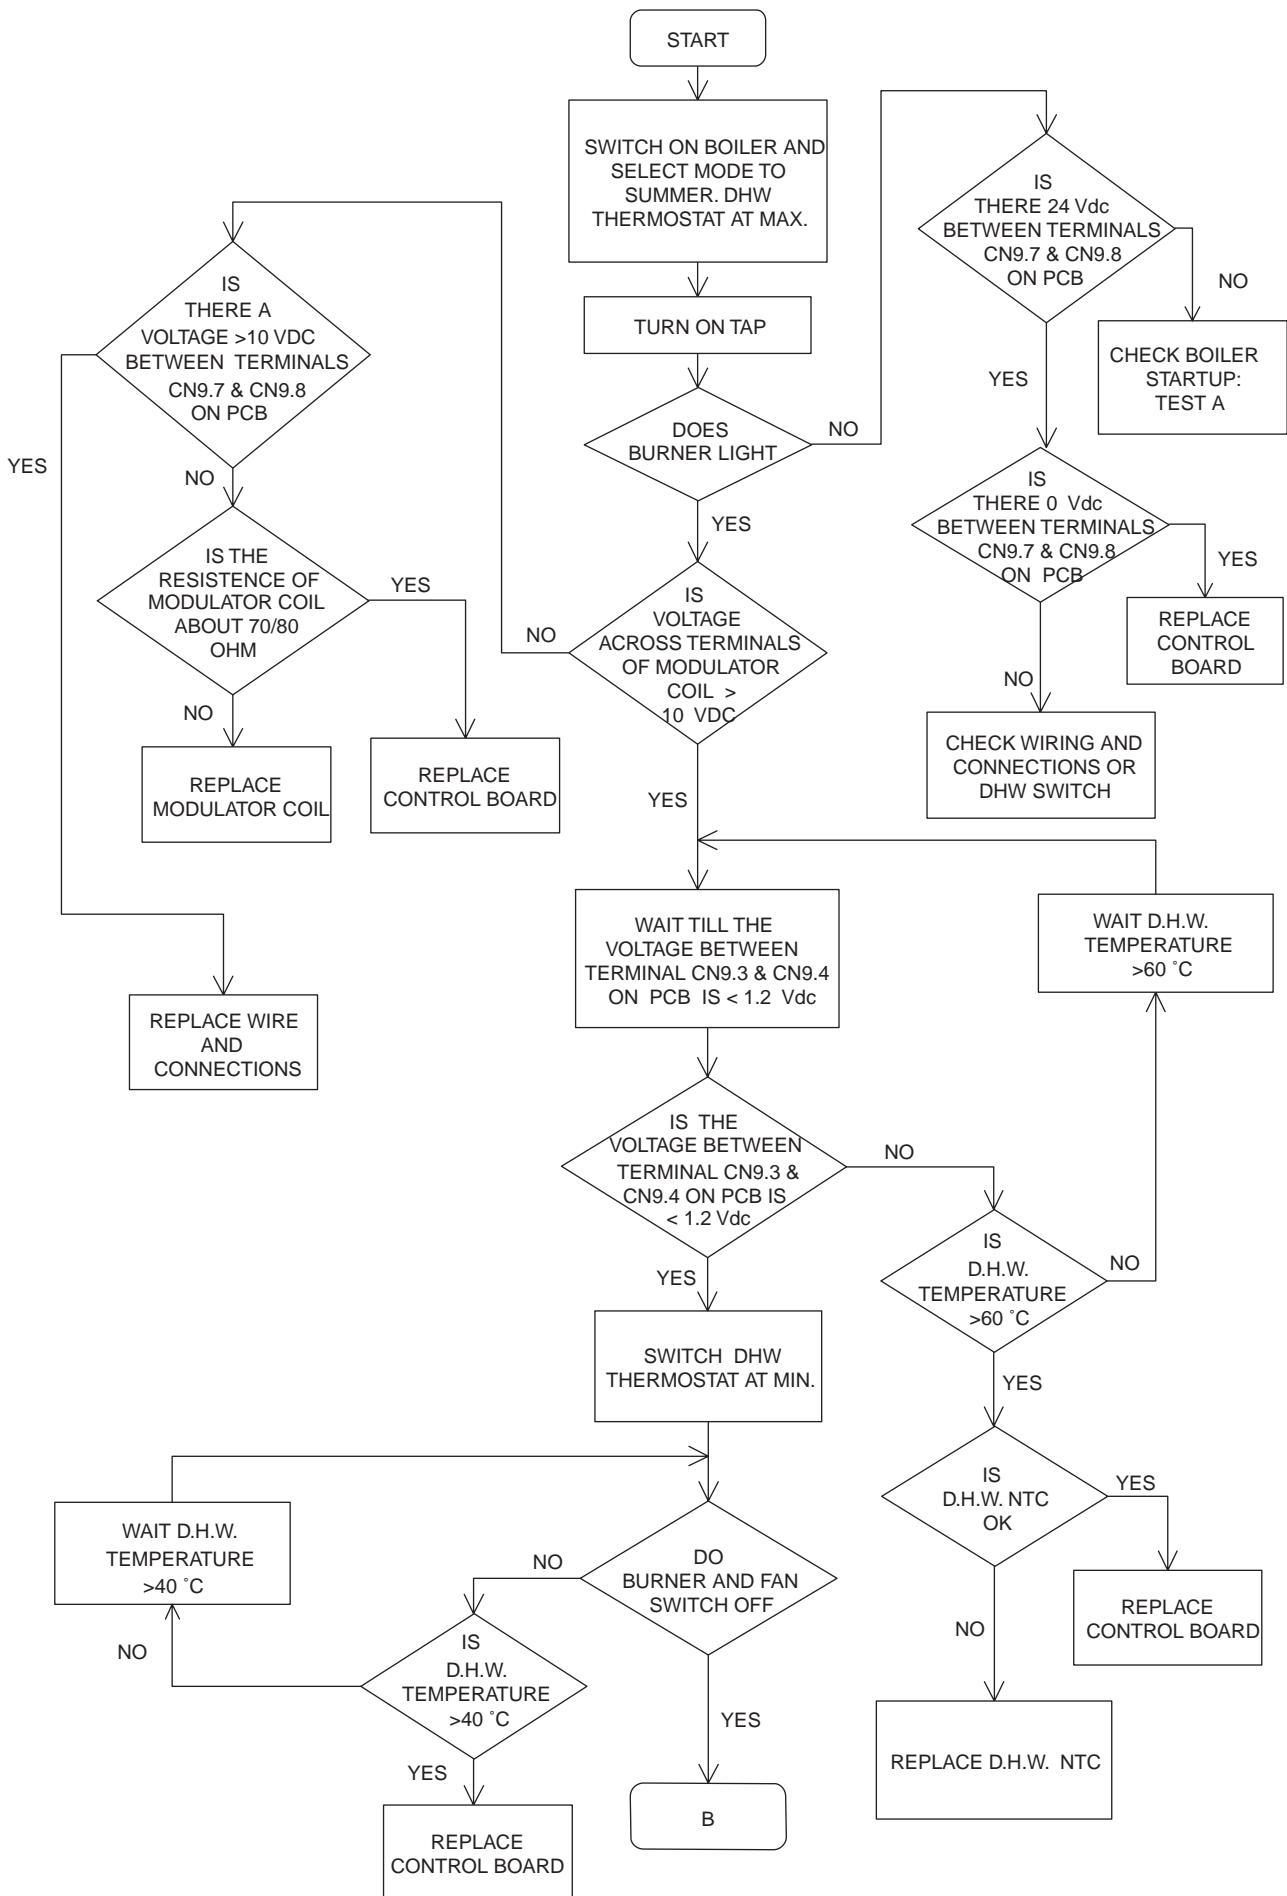 START
SWITCH ON BOILER AND
SELECT MODE TO
SUMMER. DHW
THERMOSTAT AT MAX.
TURN ON TAP
DOES
BURNER LIGHT
NO
YES
IS
THERE 24 Vdc
BETWEEN TERMINALS
CN9.7 & CN9.8
ON PCB
NO
CHECK BOILER
STARTUP:
TEST A
YES
IS
THERE 0 Vdc
BETWEEN TERMINALS
CN9.7 & CN9.8
ON PCB
YES
REPLACE
CONTROL
BOARD
NO
CHECK WIRING AND
CONNECTIONS OR
DHW SWITCH
IS
VOLTAGE
ACROSS TERMINALS
OF MODULATOR
COIL >
10 VDC
NO
YES
IS
THERE A
VOLTAGE >10 VDC
BETWEEN TERMINALS
CN9.7 & CN9.8
ON PCB
YES
NO
IS THE
RESISTENCE OF
MODULATOR COIL
ABOUT 70/80
OHM
YES
NO
REPLACE
MODULATOR COIL
REPLACE
CONTROL BOARD
REPLACE WIRE
AND
CONNECTIONS
WAIT TILL THE
VOLTAGE BETWEEN
TERMINAL CN9.3 & CN9.4
ON PCB IS < 1.2 Vdc
WAIT D.H.W.
TEMPERATURE
>60 ˚C
IS THE
VOLTAGE BETWEEN
TERMINAL CN9.3 &
CN9.4 ON PCB IS
< 1.2 Vdc
NO
YES
IS
D.H.W.
TEMPERATURE
>60 ˚C
NO
YES
SWITCH DHW
THERMOSTAT AT MIN.
IS
D.H.W. NTC
OK
YES
NO
REPLACE
CONTROL BOARD
REPLACE D.H.W. NTC
WAIT D.H.W.
TEMPERATURE
>40 ˚C
DO
BURNER AND FAN
SWITCH OFF
NO
YES
IS
D.H.W.
TEMPERATURE
>40 ˚C
NO
YES
REPLACE
CONTROL BOARD
B